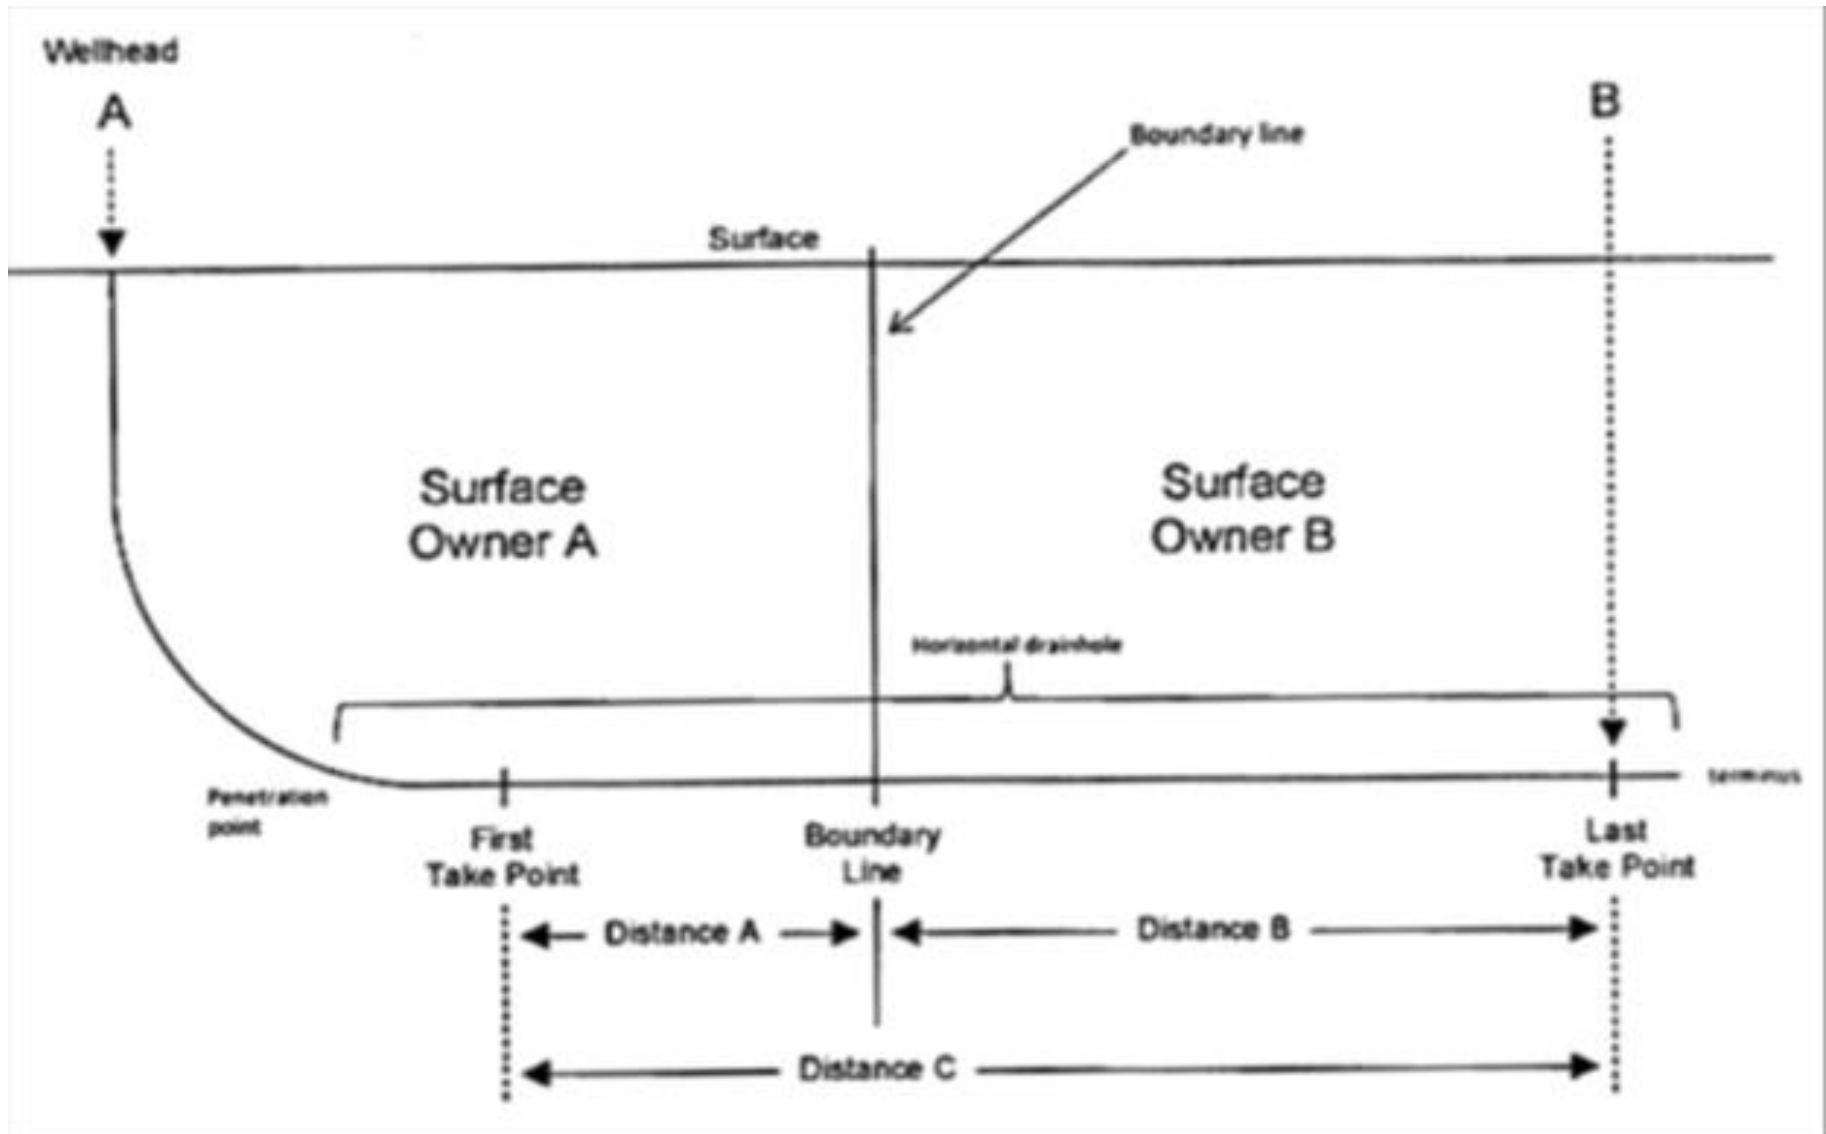 Wellhead
A
B
Boundary line
Surface
Surface
Owner A
Surface
Owner B
Horizontal drainhole
Penetration
point
terminus
First
Take Point
Boundary
Line
Last
Take Point
Distance A
Distance B
Distance C